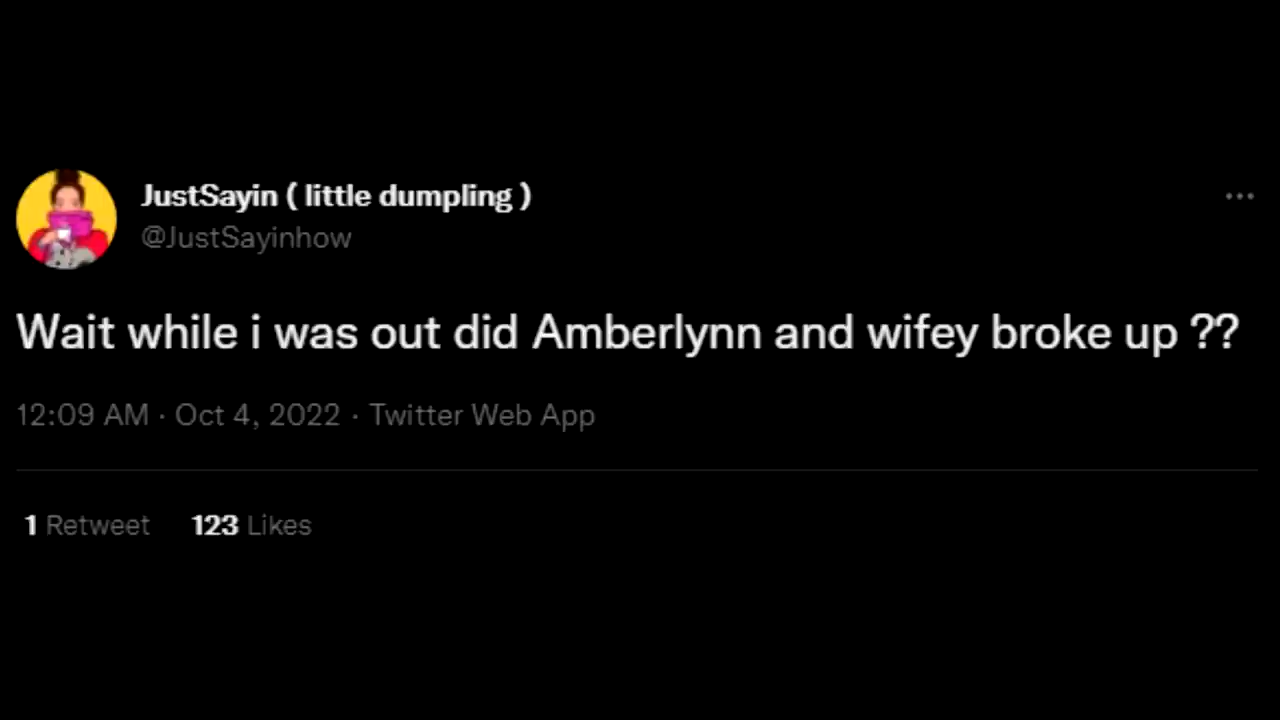 JustSayin ( little dumpling )
@JustSayinhow
Wait while i was out did Amberlynn and wifey broke up ??
12:09 AM · Oct 4, 2022 · Twitter Web App
1 Retweet 123 Likes